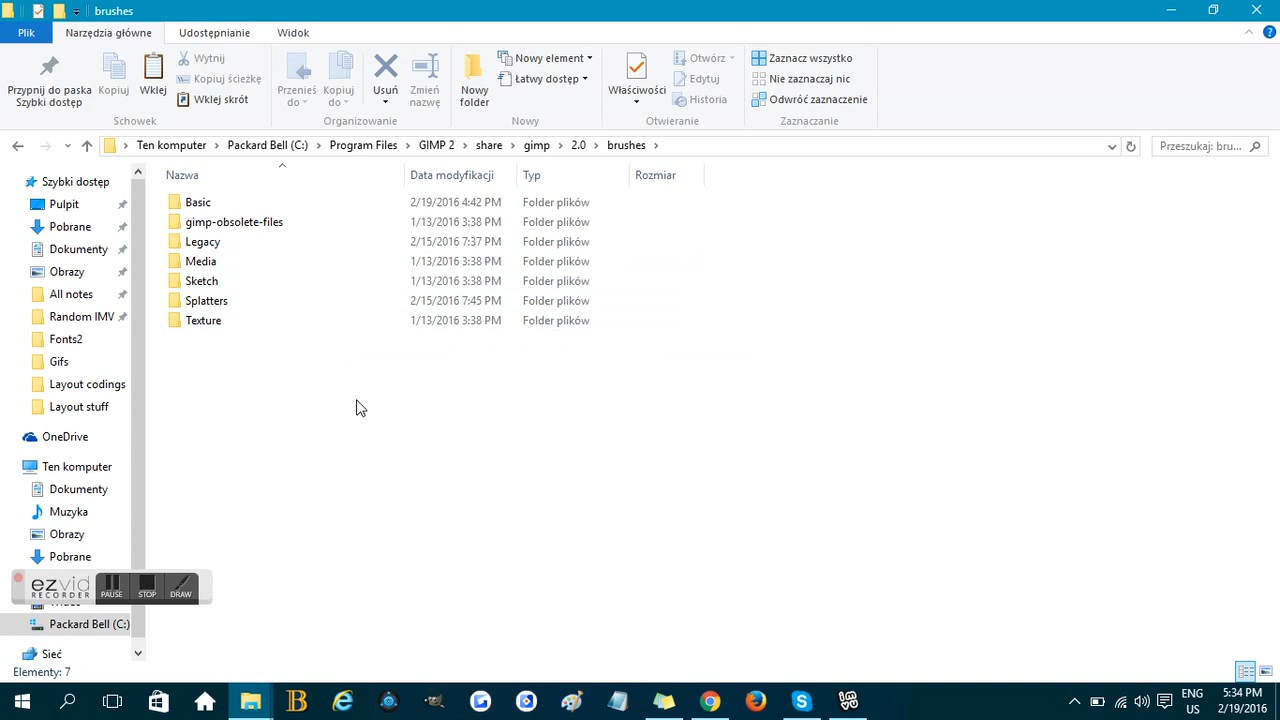 brushes
Plik Narzędzia główne Udostępnianie Widok
Przypnij do paska Szybki dostęp
Kopiuj
Wklej
Wytnij
Kopiuj ścieżkę
Wklej skrót
Schowek
Przenieś do
Kopiuj do
Usuń
Zmień nazwę
Organizowanie
Nowy folder
Nowy element
Łatwy dostęp
Nowy
Właściwości
Otwórz
Edytuj
Historia
Otwieranie
Zaznacz wszystko
Nie zaznaczaj nic
Odwróć zaznaczenie
Zaznaczanie
Ten komputer > Packard Bell (C:) > Program Files > GIMP 2 > share > gimp > 2.0 > brushes >
Przeszukaj: bru...
Nazwa Data modyfikacji Typ Rozmiar
Basic 2/19/2016 4:42 PM Folder plików
gimp-obsolete-files 1/13/2016 3:38 PM Folder plików
Legacy 2/15/2016 7:37 PM Folder plików
Media 1/13/2016 3:38 PM Folder plików
Sketch 1/13/2016 3:38 PM Folder plików
Splatters 2/15/2016 7:45 PM Folder plików
Texture 1/13/2016 3:38 PM Folder plików
Szybki dostęp
Pulpit
Pobrane
Dokumenty
Obrazy
All notes
Random IMV
Fonts2
Gifs
Layout codings
Layout stuff
OneDrive
Ten komputer
Dokumenty
Muzyka
Obrazy
Pobrane
ezvid
RECORDER
PAUSE STOP DRAW
Packard Bell (C:)
Sieć
Elementy: 7
ENG
US
5:34 PM
2/19/2016